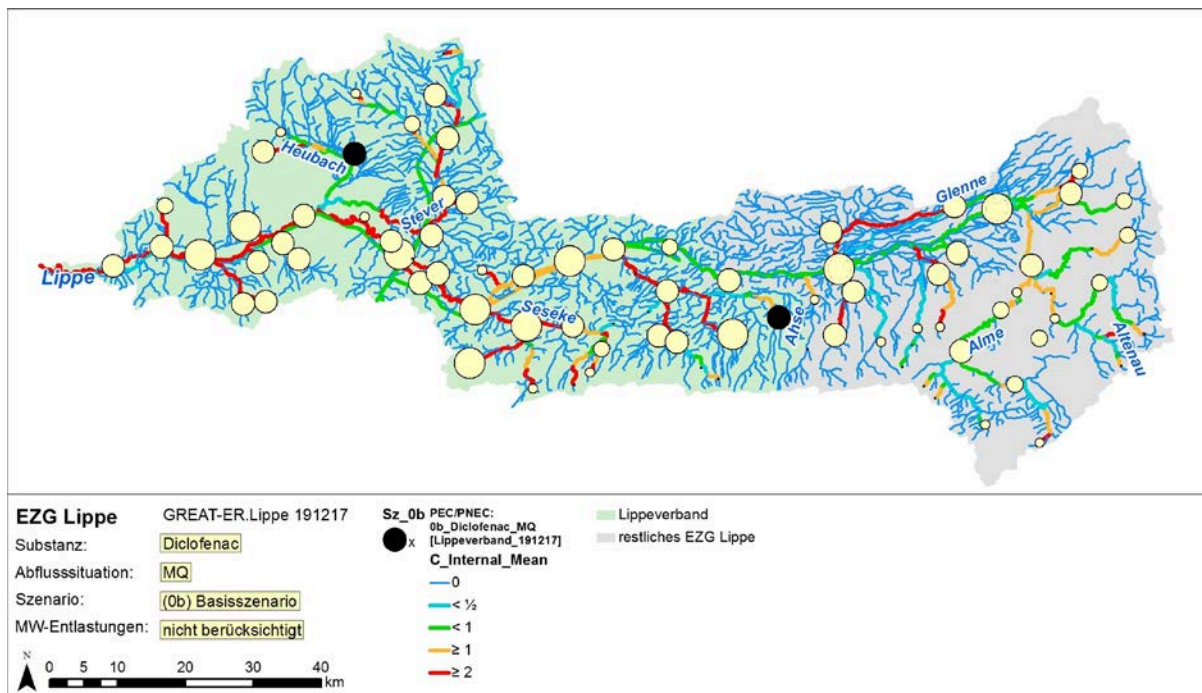 Heubach
Stever
Glenne
Lippe
Seseke
Ahse
Alme
Altenau
EZG Lippe
GREAT-ER.Lippe 191217
Substanz:
Diclofenac
Abflusssituation:
MQ
Szenario:
(0b) Basisszenario
MW-Entlastungen:
nicht berücksichtigt
N
0 5 10 20 30 40
km
Sz_0b
x
PEC/PNEC:
0b_Diclofenac_MQ
[Lippeverband_191217]
C_Internal_Mean
0
< ½
< 1
≥ 1
≥ 2
Lippeverband
restliches EZG Lippe